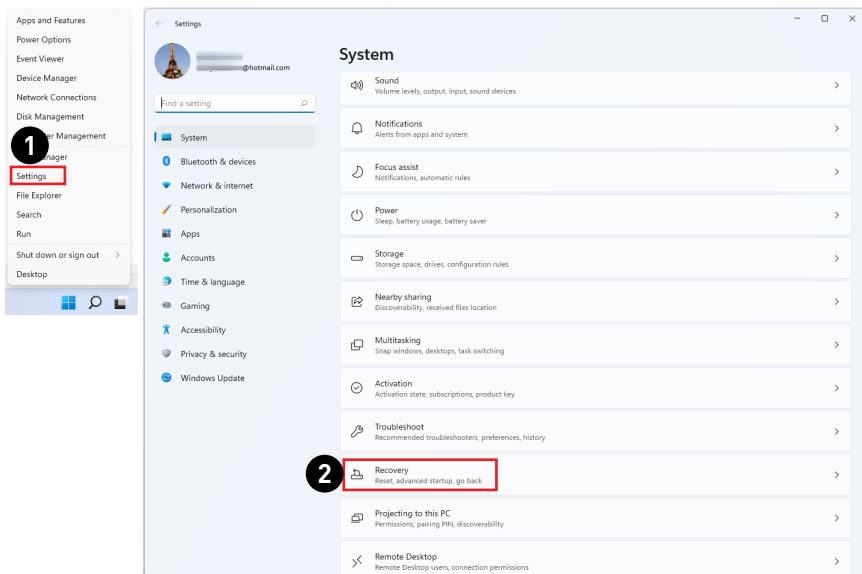 Apps and Features
Power Options
Event Viewer
Device Manager
Network Connections
Disk Management
Management
1
Settings
File Explorer
Search
Run
Shut down or sign out
Desktop
Settings
@hotmail.com
Find a setting
System
Bluetooth & devices
Network & internet
Personalization
Apps
Accounts
Time & language
Gaming
Accessibility
Privacy & security
Windows Update
System
Sound
Volume levels, output, input, sound devices
Notifications
Alerts from apps and system
Focus assist
Notifications, automatic rules
Power
Sleep, battery usage, battery saver
Storage
Storage space, drives, configuration rules
Nearby sharing
Discoverability, received files location
Multitasking
Snap windows, desktops, task switching
Activation
Activation state, subscriptions, product key
Troubleshoot
Recommended troubleshooters, preferences, history
2
Recovery
Reset, advanced startup, go back
Projecting to this PC
Permissions, pairing PIN, discoverability
Remote Desktop
Remote Desktop users, connection permissions